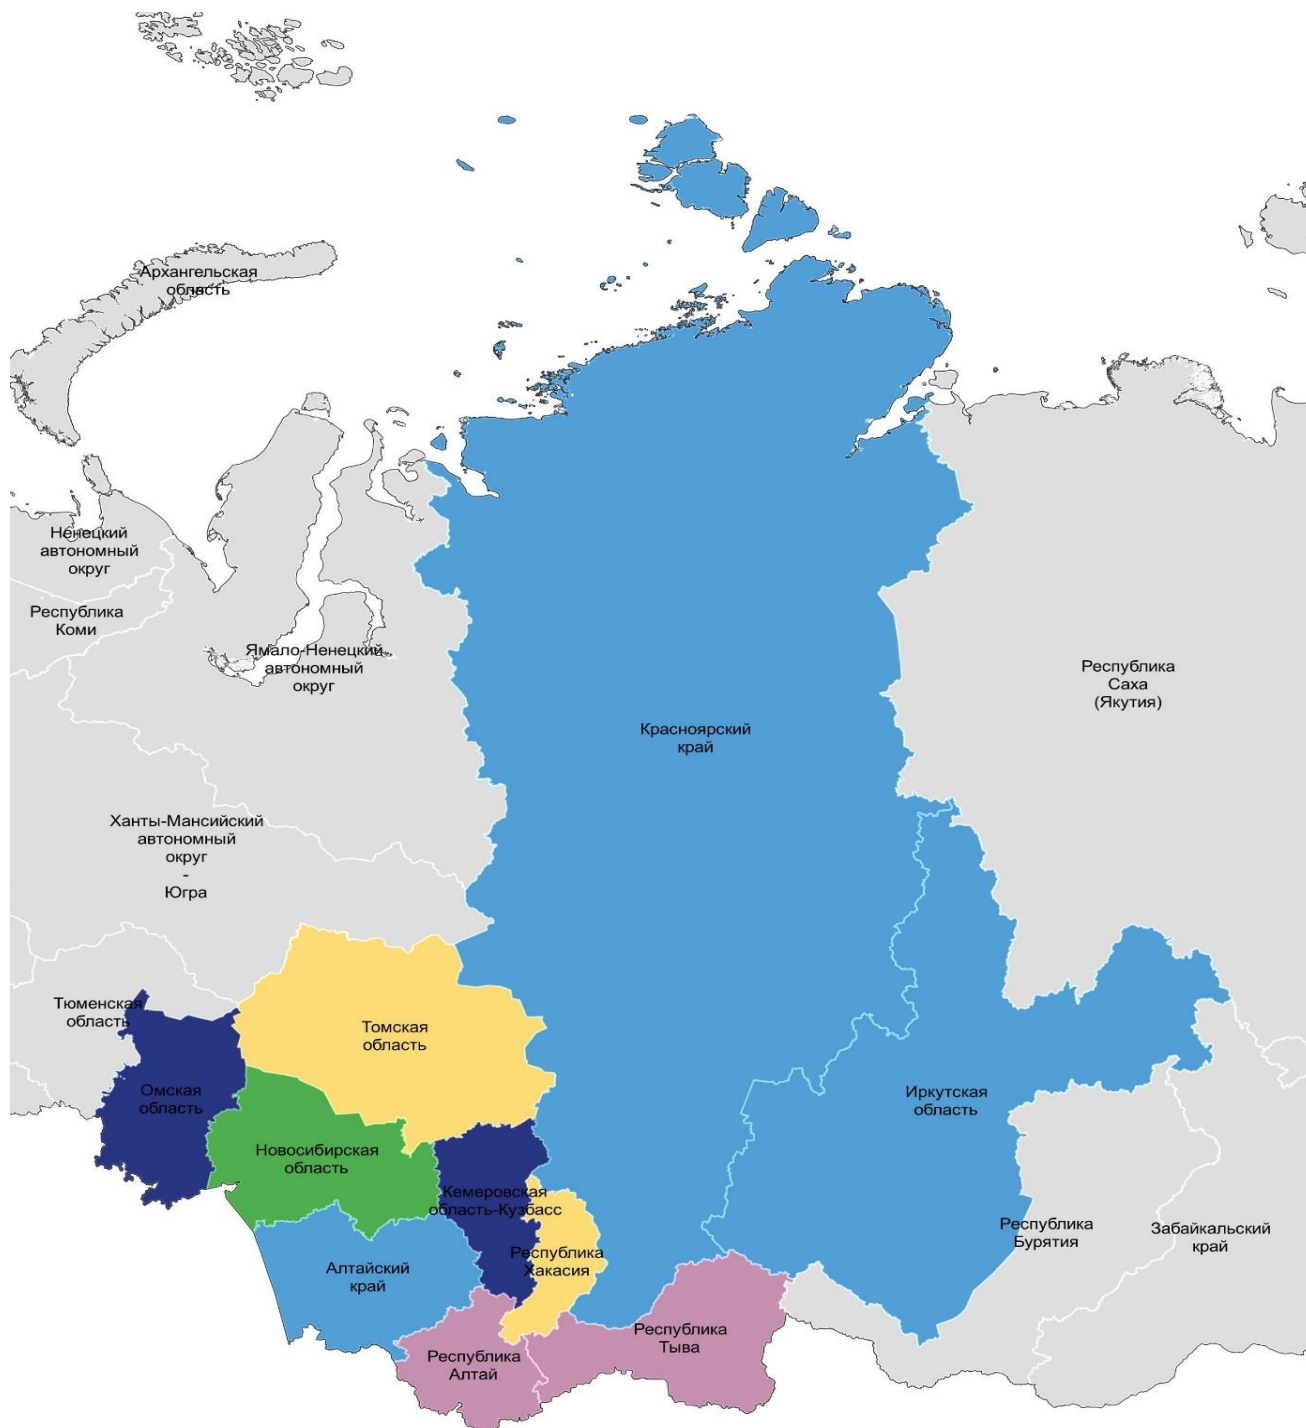 Архангельская
область
Ненецкий
автономный
округ
Республика
Коми
Ямало-Ненецкий
автономный
округ
Республика
Саха
(Якутия)
Красноярский
край
Ханты-Мансийский
автономный
округ
-
Югра
Тюменская
область
Томская
область
Омская
область
Иркутская
область
Новосибирская
область
Кемеровская
область-Кузбасс
Республика
Бурятия
Забайкальский
край
Республика
Хакасия
Алтайский
край
Республика
Тыва
Республика
Алтай